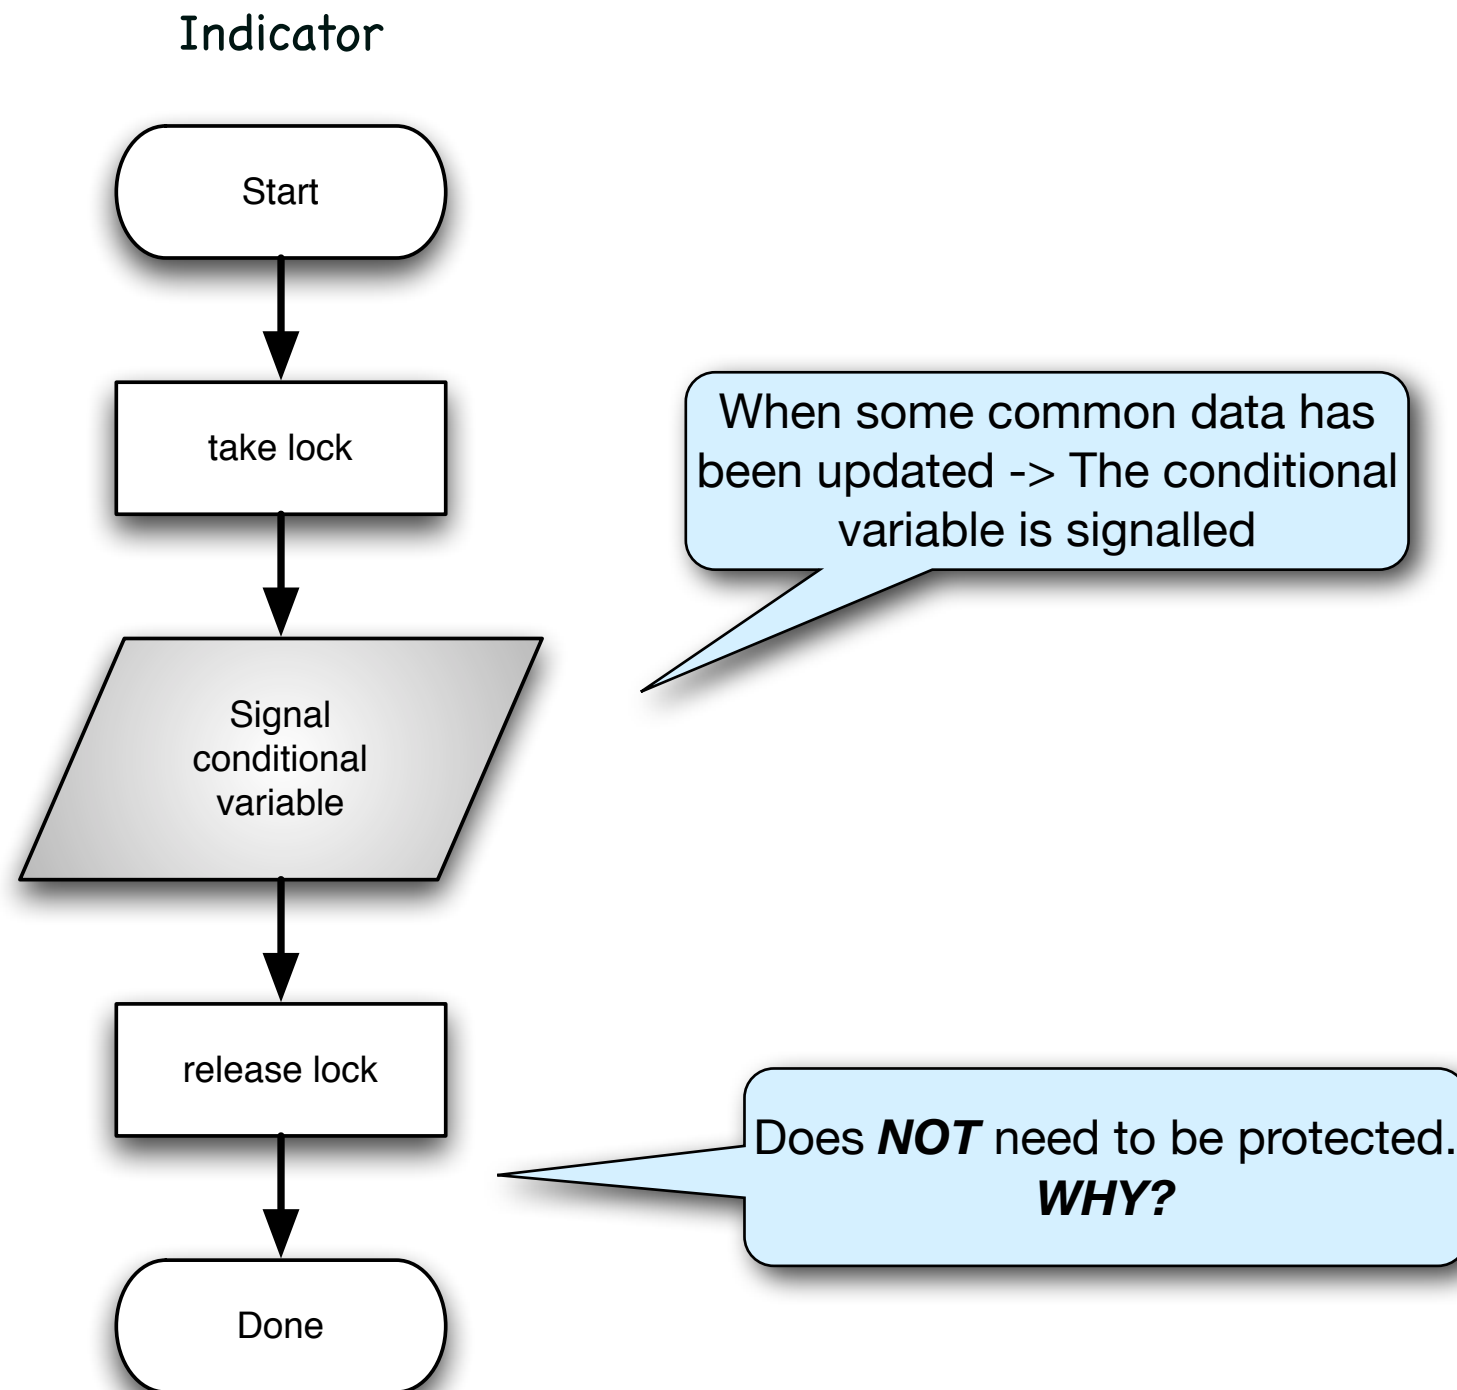 Indicator
Start
take lock
When some common data has
been updated -> The conditional
variable is signalled
Signal
conditional
variable
release lock
Does NOT need to be protected.
WHY?
Done